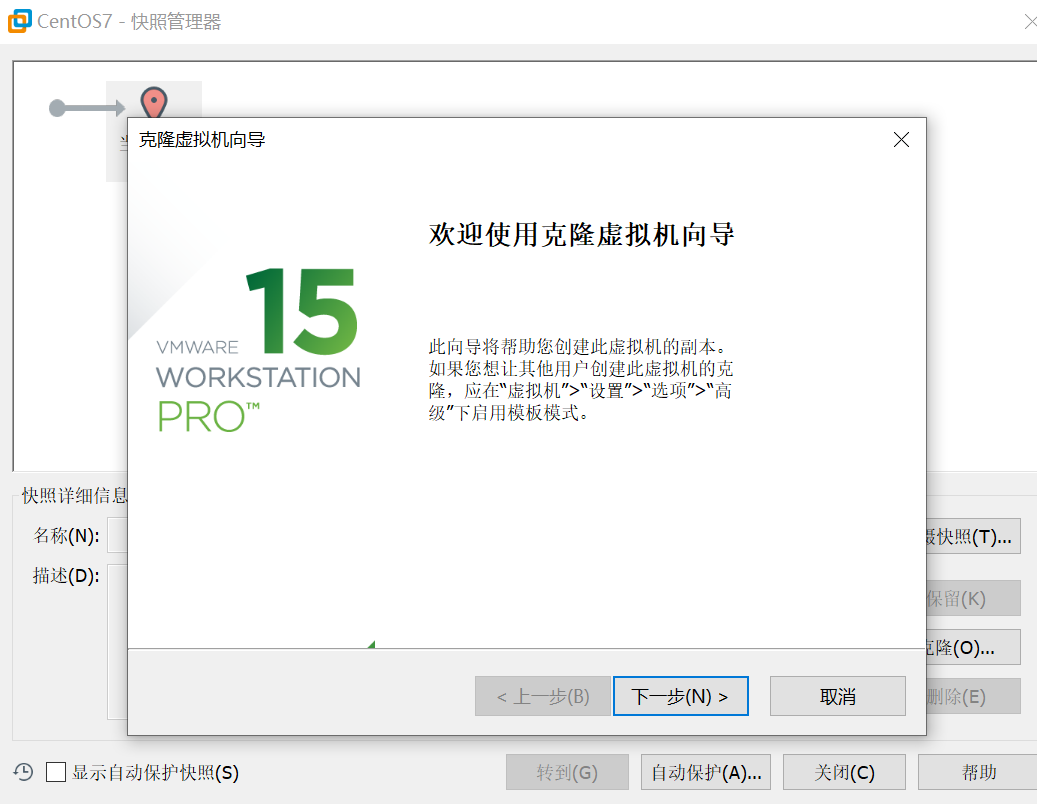 CentOS7 - 快照管理器
克隆虚拟机向导
欢迎使用克隆虚拟机向导
15
VMWARE
WORKSTATION
PRO™
此向导将帮助您创建此虚拟机的副本。
如果您想让其他用户创建此虚拟机的克
隆，应在“虚拟机”>“设置”>“选项”>“高
级”下启用模板模式。
快照详细信息
名称(N):
描述(D):
快照(T)...
保留(K)
克隆(O)...
删除(E)
< 上一步(B)
下一步(N) >
取消
显示自动保护快照(S)
转到(G)
自动保护(A)...
关闭(C)
帮助